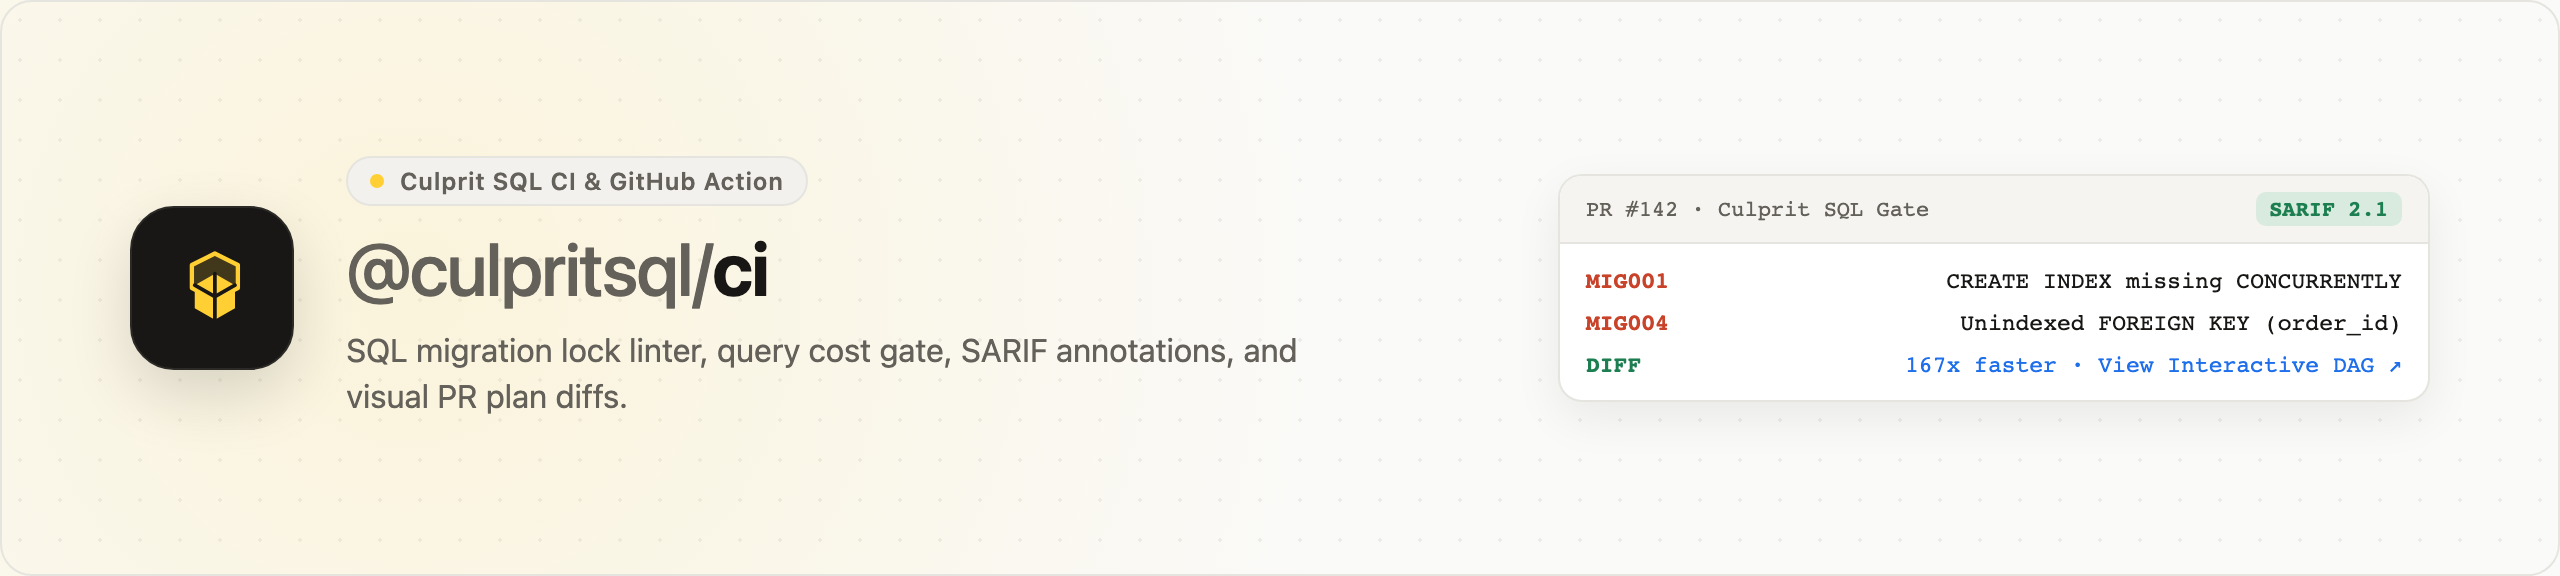 Culprit SQL CI & GitHub Action
@culpritsql/ci
SQL migration lock linter, query cost gate, SARIF annotations, and
visual PR plan diffs.
PR #142 · Culprit SQL Gate
SARIF 2.1
MIG001 CREATE INDEX missing CONCURRENTLY
MIG004 Unindexed FOREIGN KEY (order_id)
DIFF 167x faster · View Interactive DAG ↗